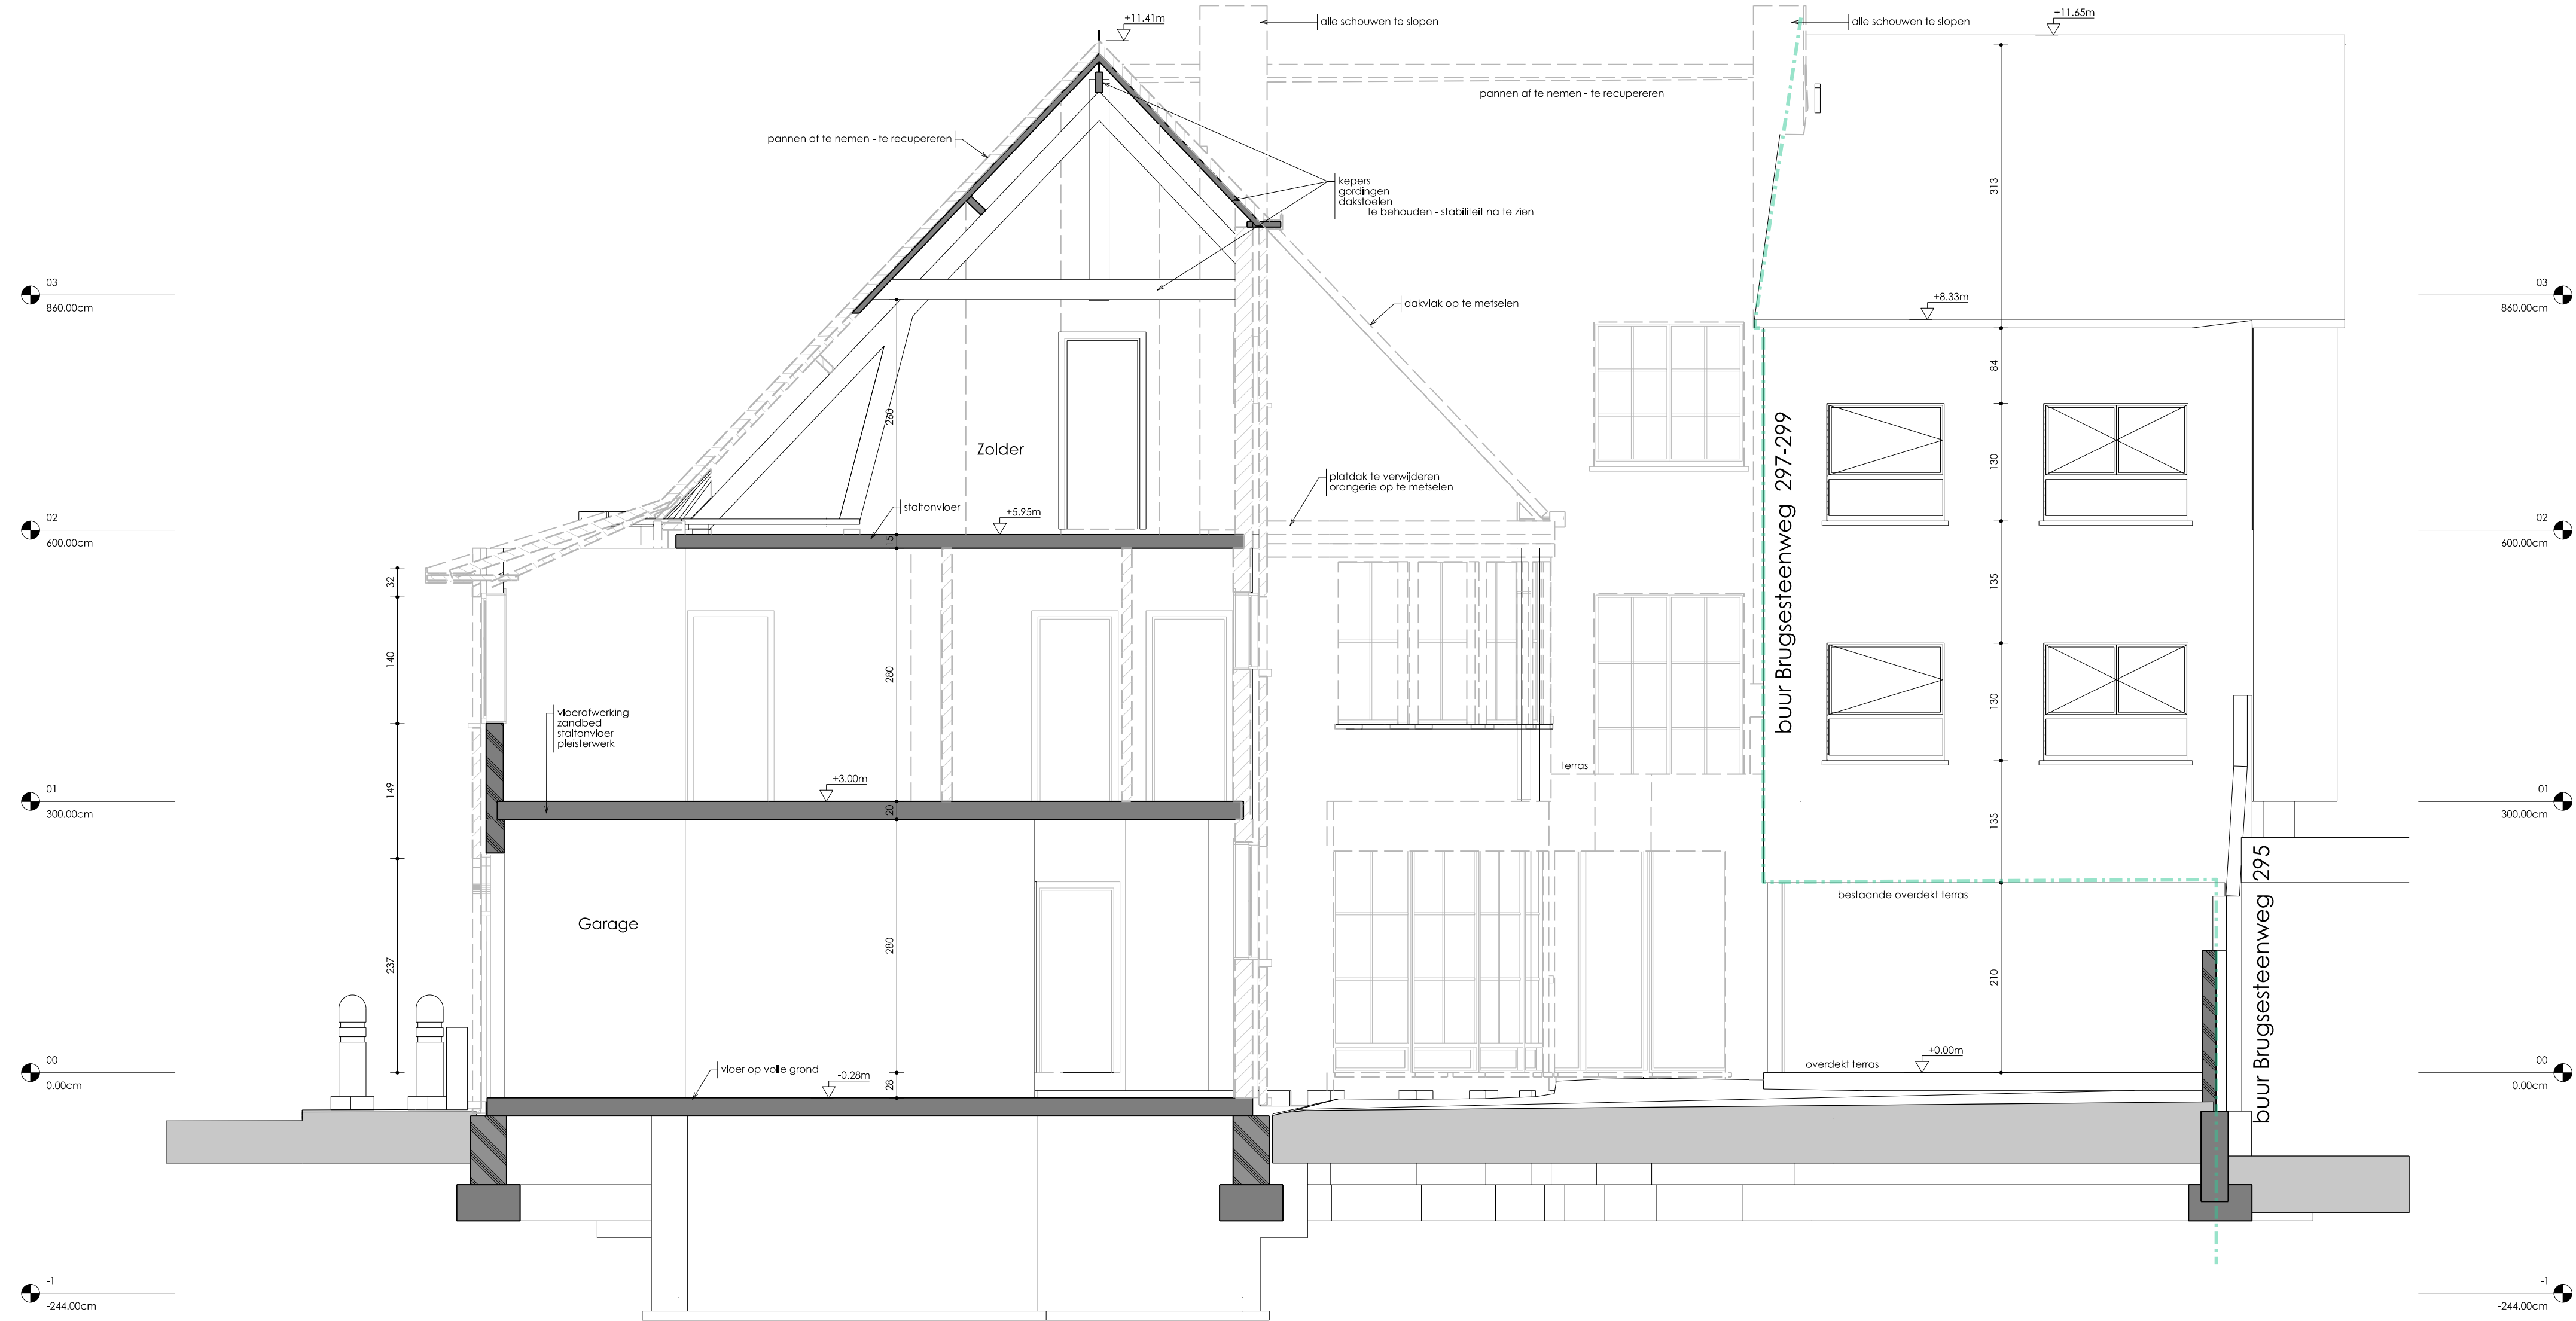 +11.41m
alle schouwen te slopen
alle schouwen te slopen
+11.65m
pannen af te nemen - te recupereren
pannen af te nemen - te recupereren
kepers
gordingen
dakstoelen
te behouden - stabiliteit na te zien
313
03
860.00cm
dakvlak op te metselen
+8.33m
03
860.00cm
84
260
Zolder
130
buur Brugsesteenweg 297-299
platdak te verwijderen
orangerie op te metselen
staltonvloer
+5.95m
02
600.00cm
02
600.00cm
15
32
135
140
280
130
vloerafwerking
zandbed
staltonvloer
pleisterwerk
terras
+3.00m
149
01
300.00cm
20
01
300.00cm
135
bestaande overdekt terras
Garage
280
237
210
buur Brugsesteenweg 295
+0.00m
overdekt terras
00
0.00cm
vloer op volle grond
-0.28m
28
00
0.00cm
-1
-244.00cm
-1
-244.00cm